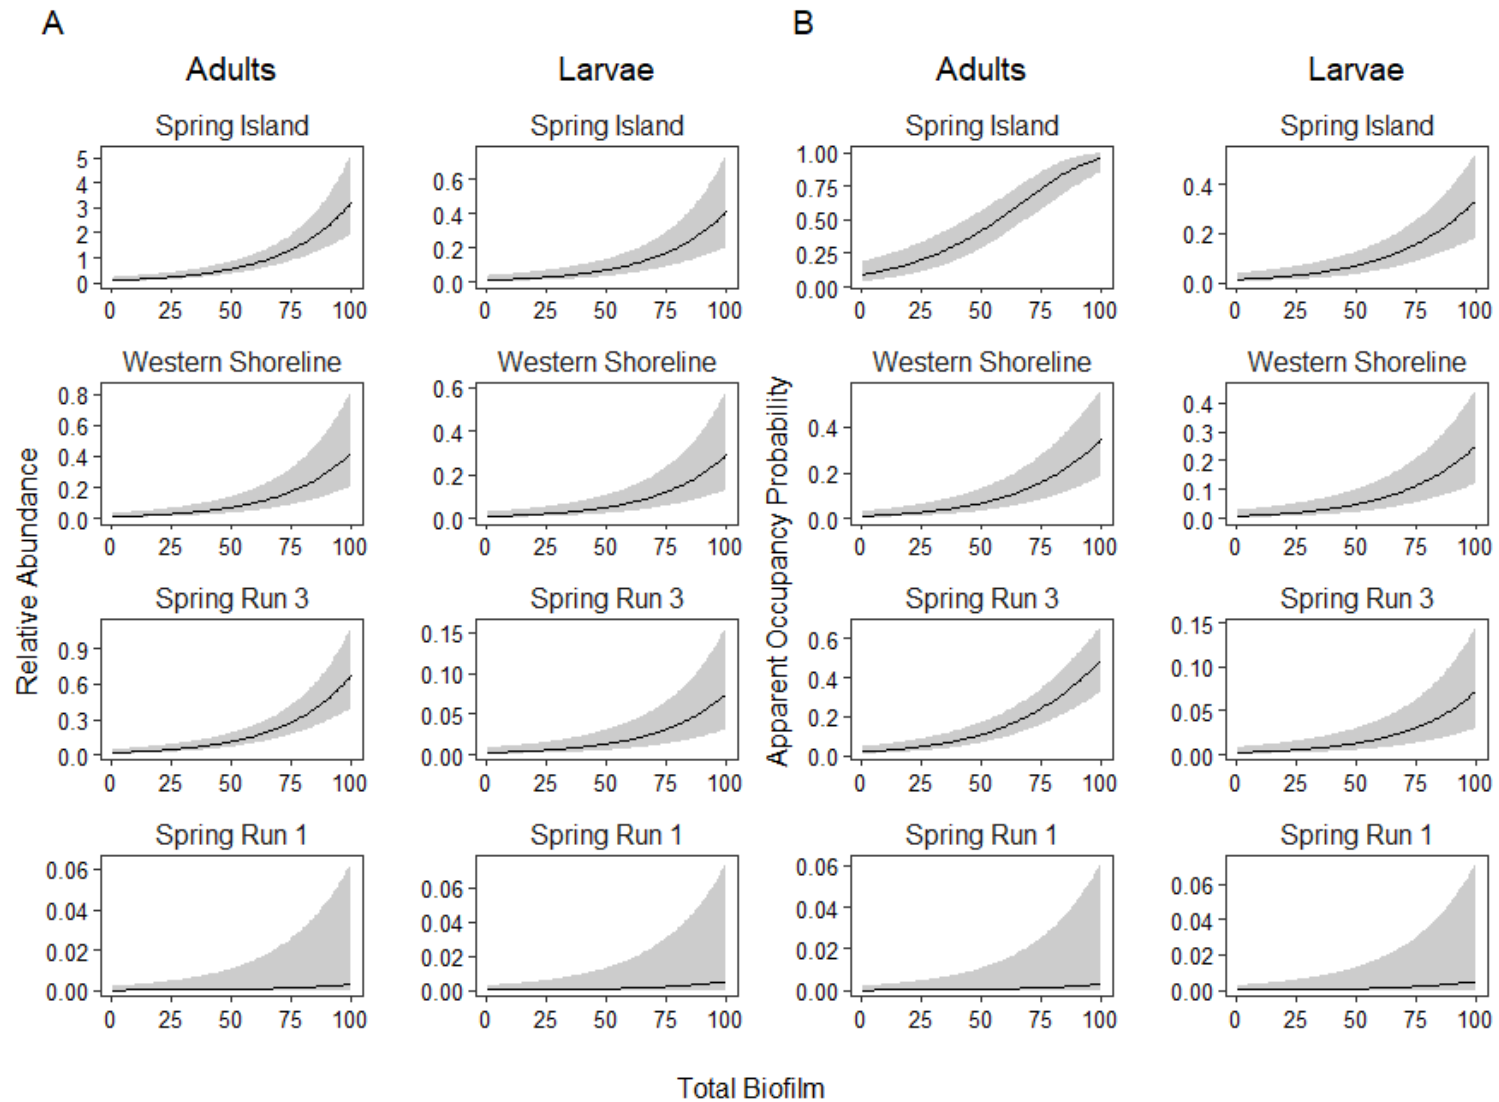 A B
Adults Larvae Adults Larvae
Spring Island Spring Island Spring Island Spring Island
5 4 3 2 1 0
0.6 0.4 0.2 0.0
1.00 0.75 0.50 0.25 0.00
0.4 0.2 0.0
0 25 50 75 100 0 25 50 75 100 0 25 50 75 100 0 25 50 75 100
Western Shoreline Western Shoreline Western Shoreline Western Shoreline
0.8 0.6 0.4 0.2 0.0
0.6 0.4 0.2 0.0
0.4 0.2 0.0
0.4 0.3 0.2 0.1 0.0
0 25 50 75 100 0 25 50 75 100 0 25 50 75 100 0 25 50 75 100
Relative Abundance
Apparent Occupancy Probability
Spring Run 3 Spring Run 3 Spring Run 3 Spring Run 3
0.9 0.6 0.3 0.0
0.15 0.10 0.05 0.00
0.6 0.4 0.2 0.0
0.15 0.10 0.05 0.00
0 25 50 75 100 0 25 50 75 100 0 25 50 75 100 0 25 50 75 100
Spring Run 1 Spring Run 1 Spring Run 1 Spring Run 1
0.06 0.04 0.02 0.00
0.06 0.04 0.02 0.00
0.06 0.04 0.02 0.00
0.06 0.04 0.02 0.00
0 25 50 75 100 0 25 50 75 100 0 25 50 75 100 0 25 50 75 100
Total Biofilm